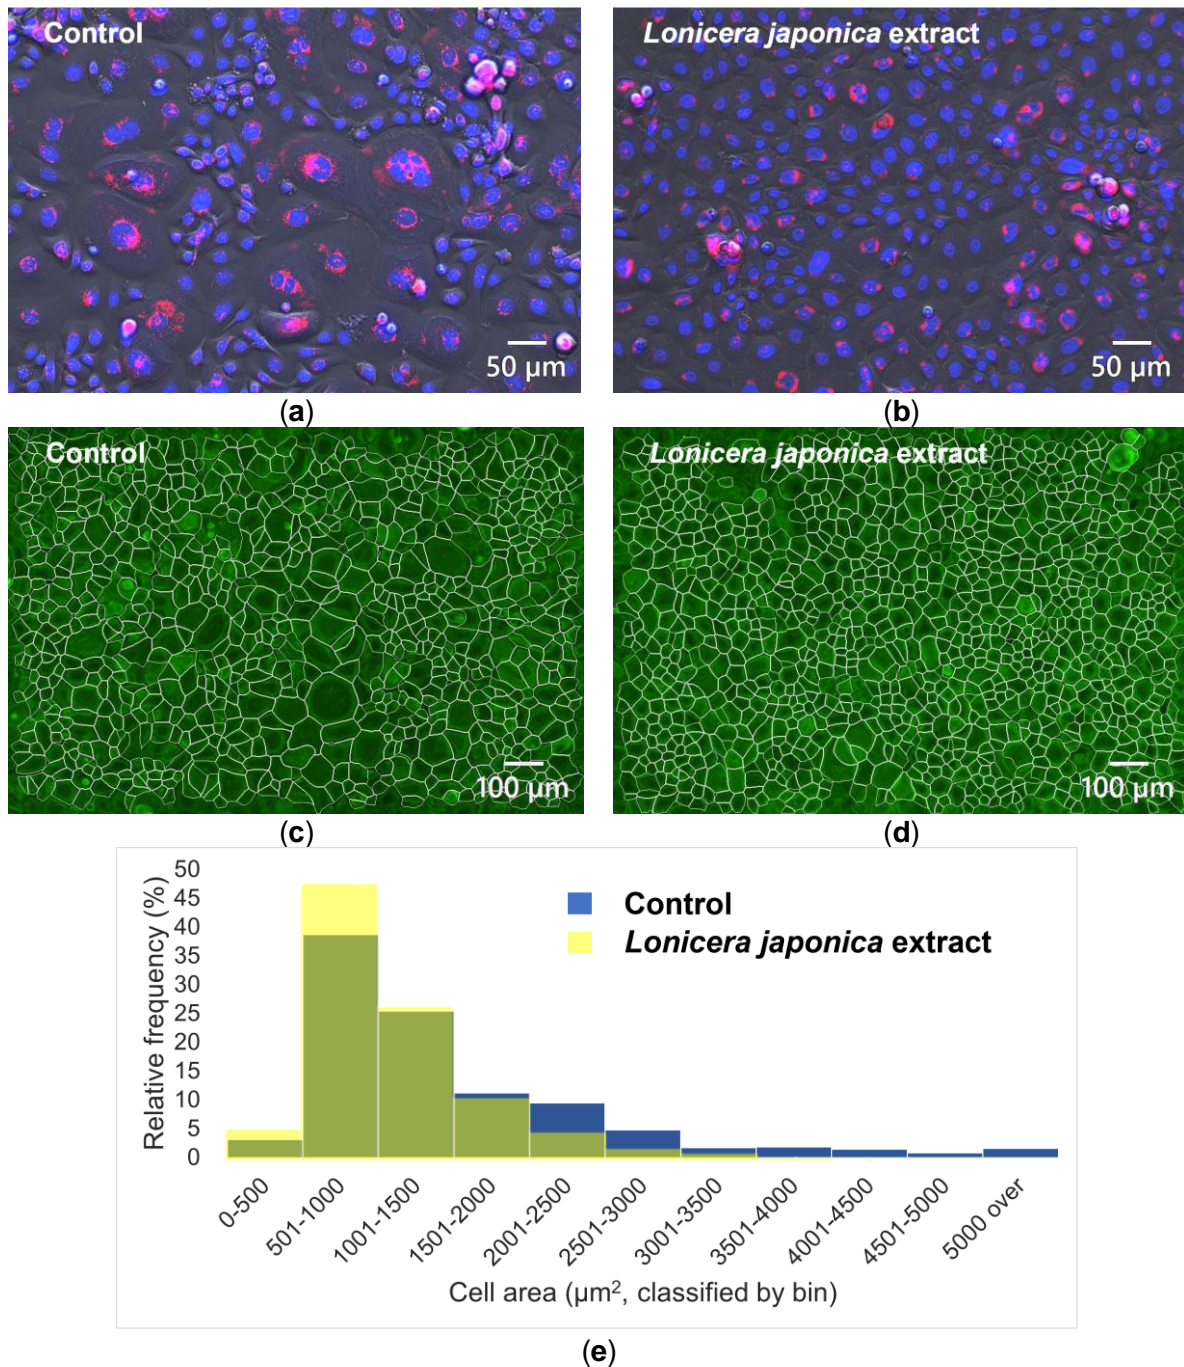 Control
Lonicera japonica extract
50 µm
50 µm
(a)
(b)
Control
Lonicera japonica extract
100 µm
100 µm
(c)
(d)
50
45
40
35
30
25
20
15
10
5
0
Relative frequency (%)
Control
Lonicera japonica extract
0-500
501-1000
1001-1500
1501-2000
2001-2500
2501-3000
3001-3500
3501-4000
4001-4500
4501-5000
5000 over
Cell area (µm², classified by bin)
(e)